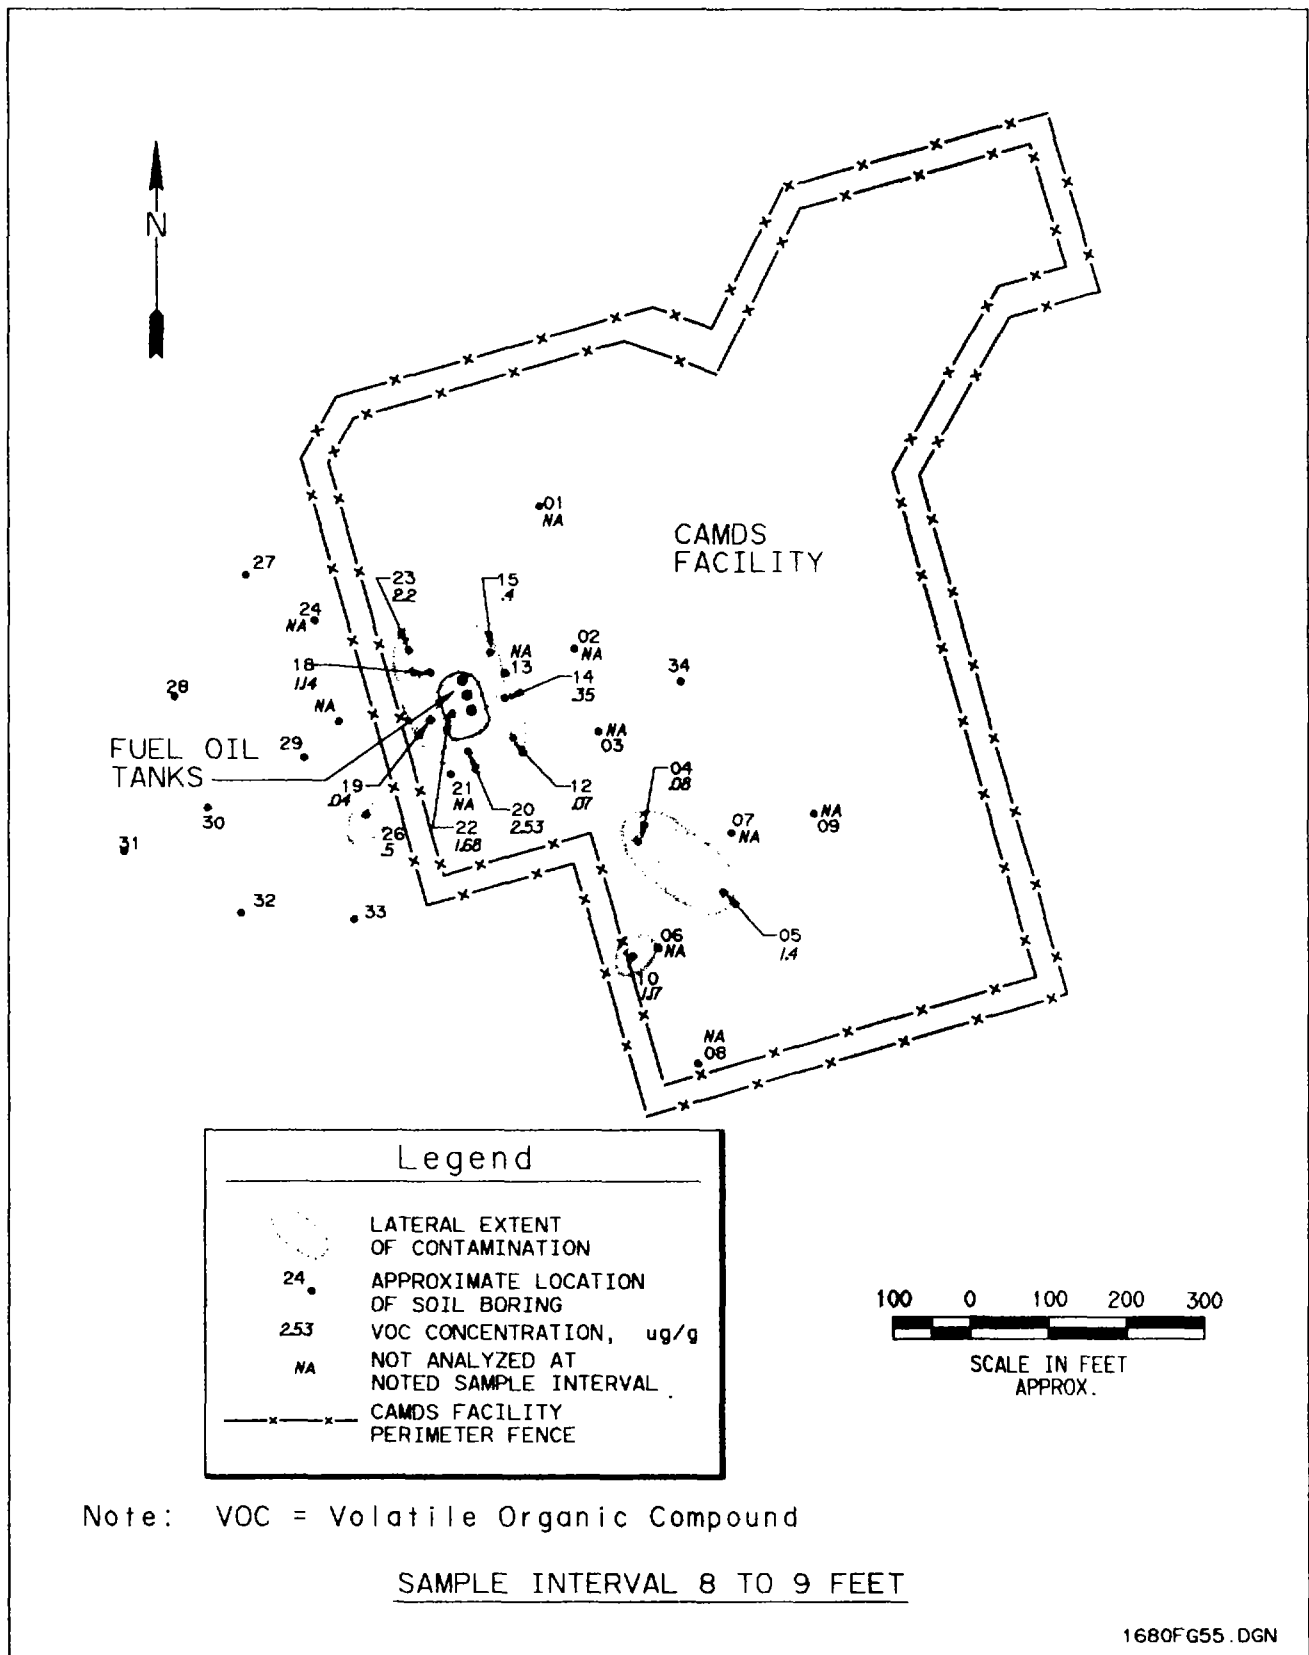 N
01
NA
CAMDS
FACILITY
27
23
2.2
15
.4
24
NA
NA
13
02
NA
18
1.14
14
.35
34
28
NA
NA
03
FUEL OIL
TANKS
29
19
.04
21
NA
12
.07
04
.08
20
2.53
22
1.68
26
.5
07
NA
NA
09
30
31
32
33
06
NA
05
1.4
10
1.17
NA
08
Legend
LATERAL EXTENT
OF CONTAMINATION
24
APPROXIMATE LOCATION
OF SOIL BORING
2.53
VOC CONCENTRATION, ug/g
NA
NOT ANALYZED AT
NOTED SAMPLE INTERVAL
CAMDS FACILITY
PERIMETER FENCE
100 0 100 200 300
SCALE IN FEET
APPROX.
Note: VOC = Volatile Organic Compound
SAMPLE INTERVAL 8 TO 9 FEET
1680FG55.DGN